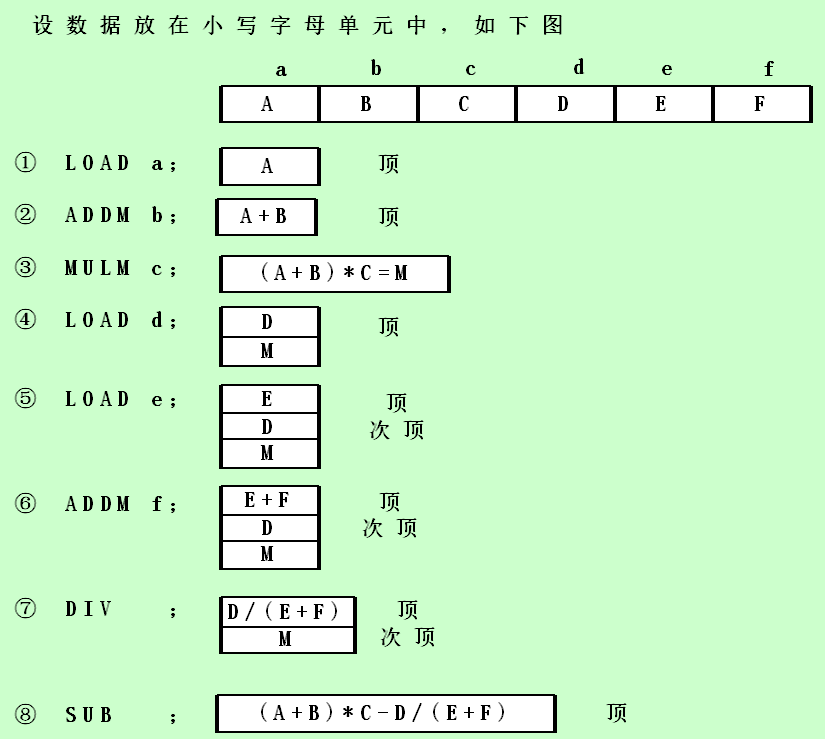 设数据放在小写字母单元中，如下图
a b c d e f
A B C D E F
① LOAD a; A 顶
② ADDM b; A+B 顶
③ MULM c; (A+B)*C=M
④ LOAD d; D 顶
M
⑤ LOAD e; E 顶
D 次顶
M
⑥ ADDM f; E+F 顶
D 次顶
M
⑦ DIV ; D/(E+F) 顶
M 次顶
⑧ SUB ; (A+B)*C-D/(E+F) 顶